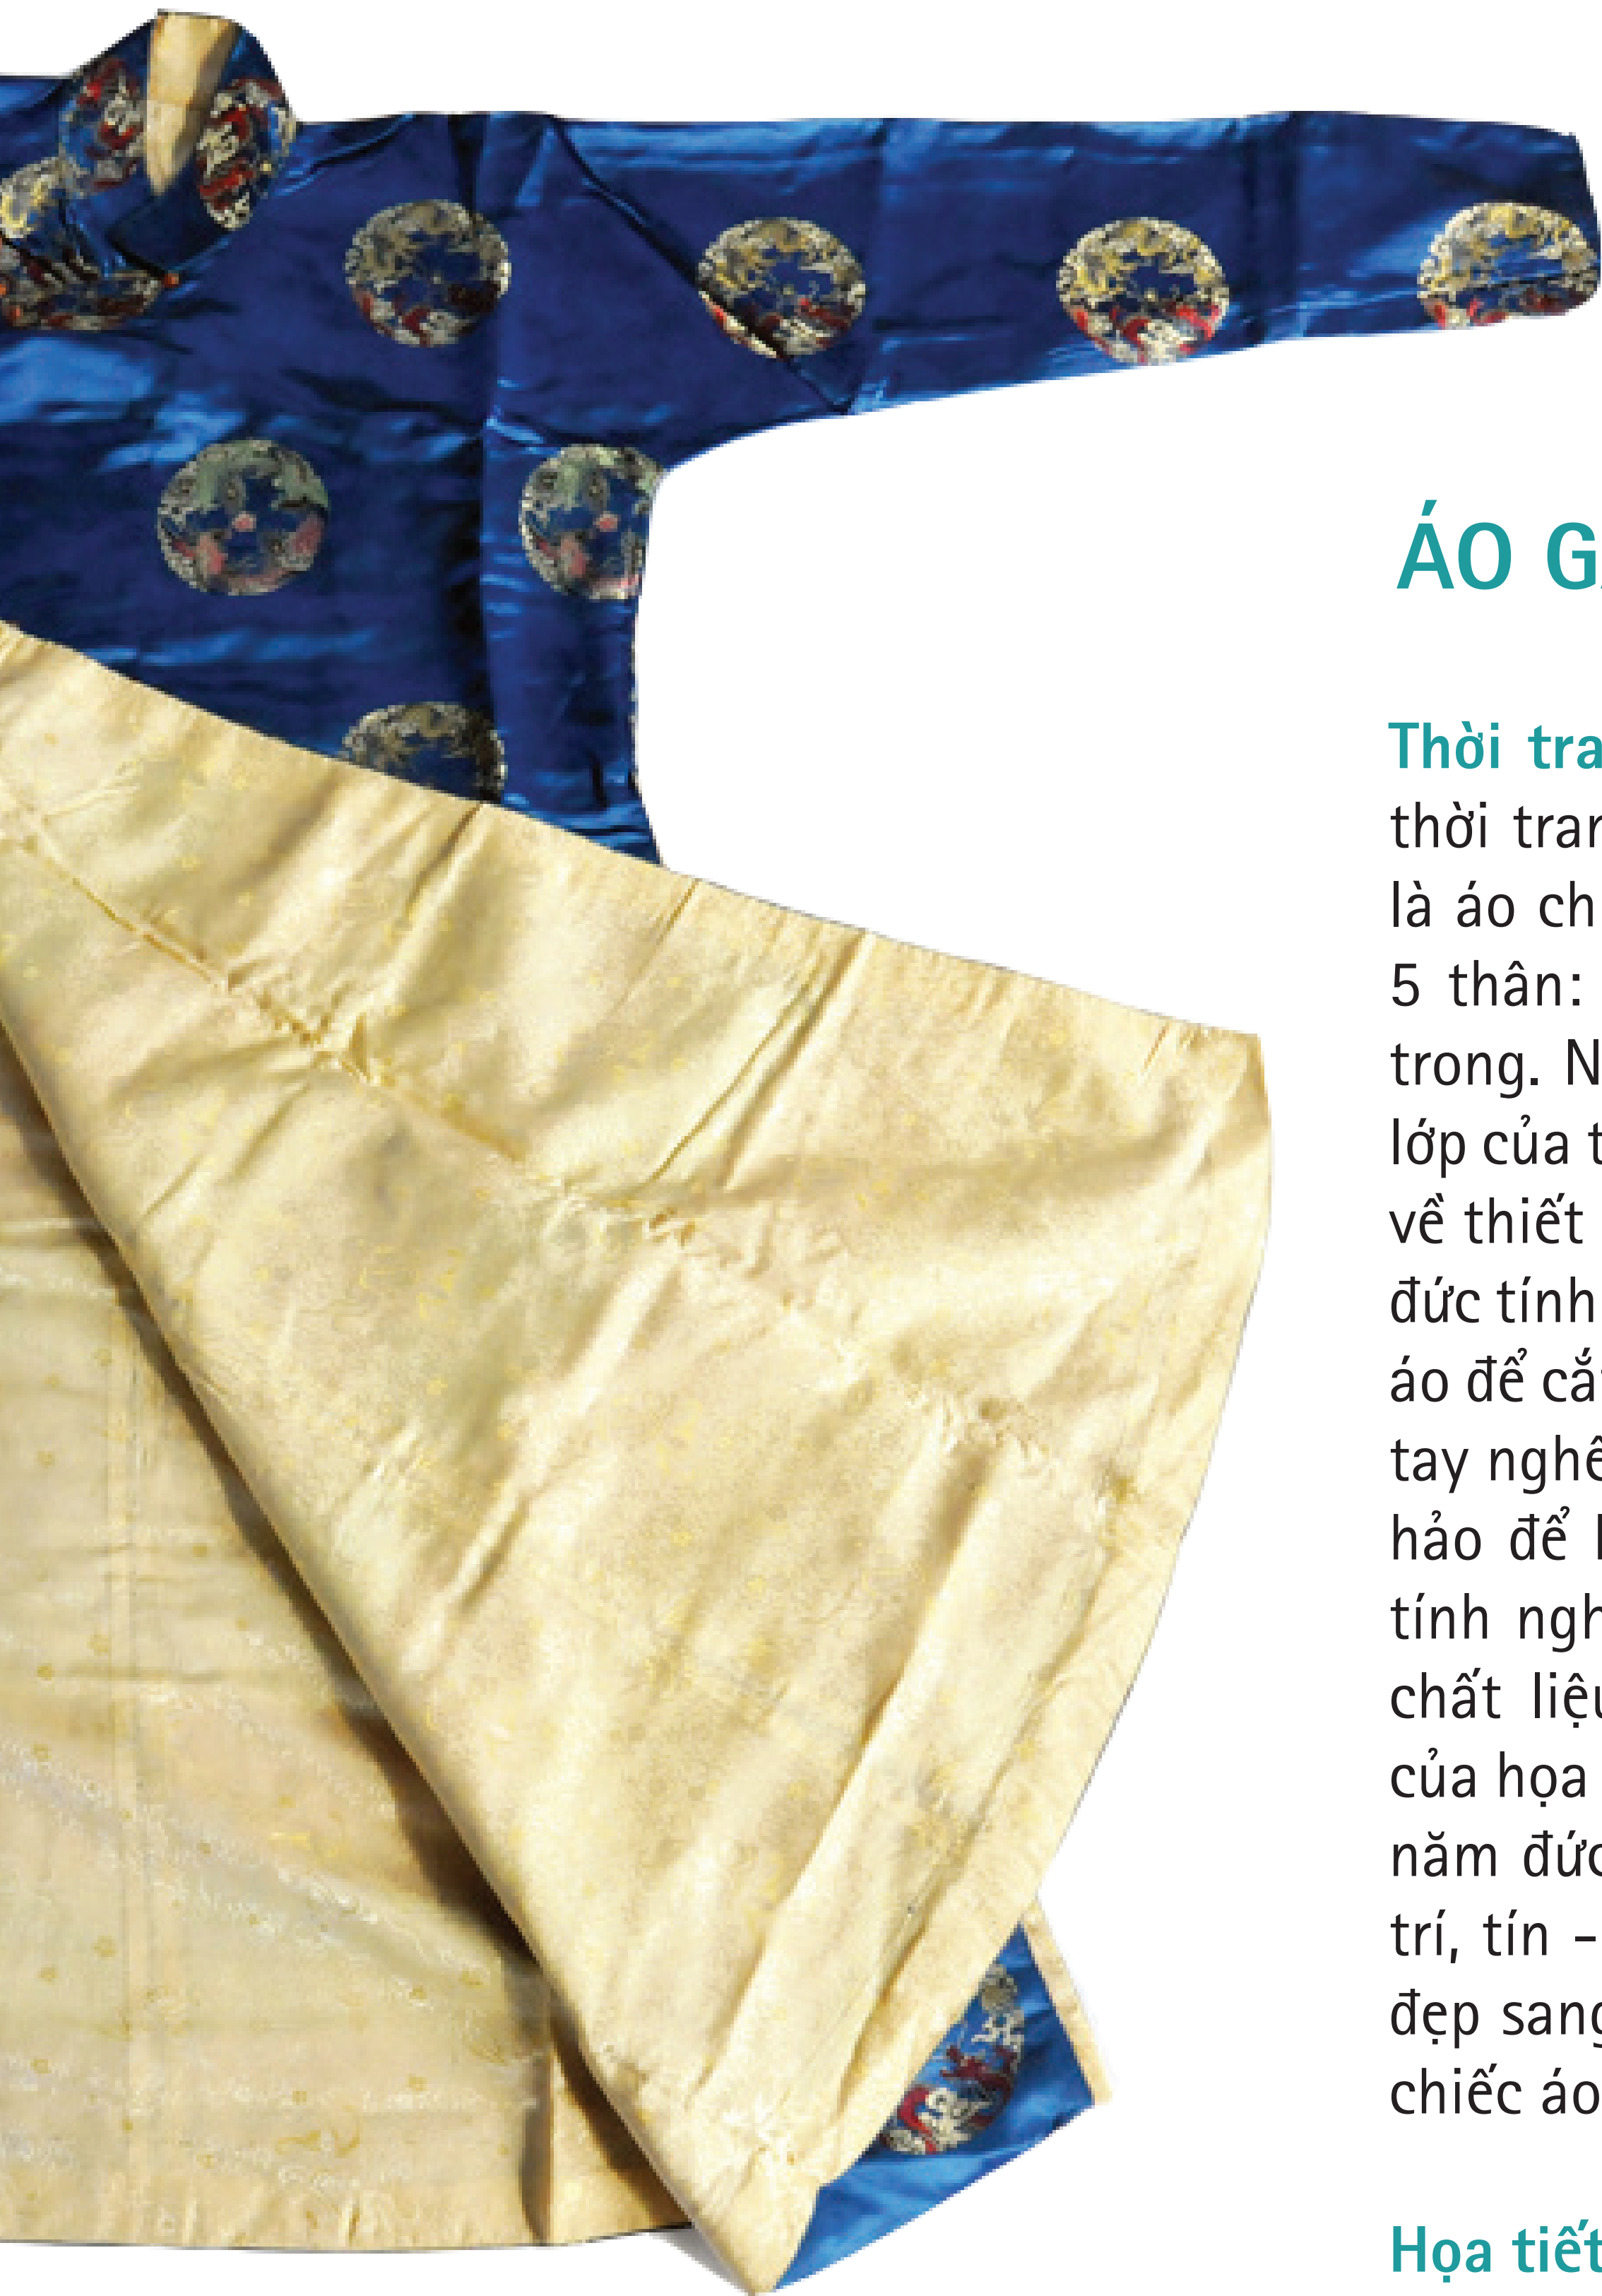 ÁO G
Thời tra
thời tran
là áo ch
5 thân:
trong. N
lớp của t
về thiết
đức tính
áo để cắt
tay nghề
hảo để
tính ngh
chất liệu
của họa
năm đức
trí, tín -
đẹp sang
chiếc áo
Họa tiết